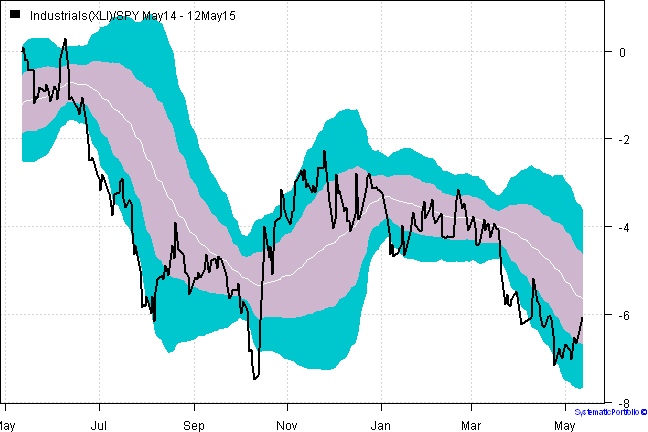 Industrials(XLI)/SPY May14 - 12May15
0
-2
-4
-6
-8
SystematicPortfolio ©
May Jul Sep Nov Jan Mar May